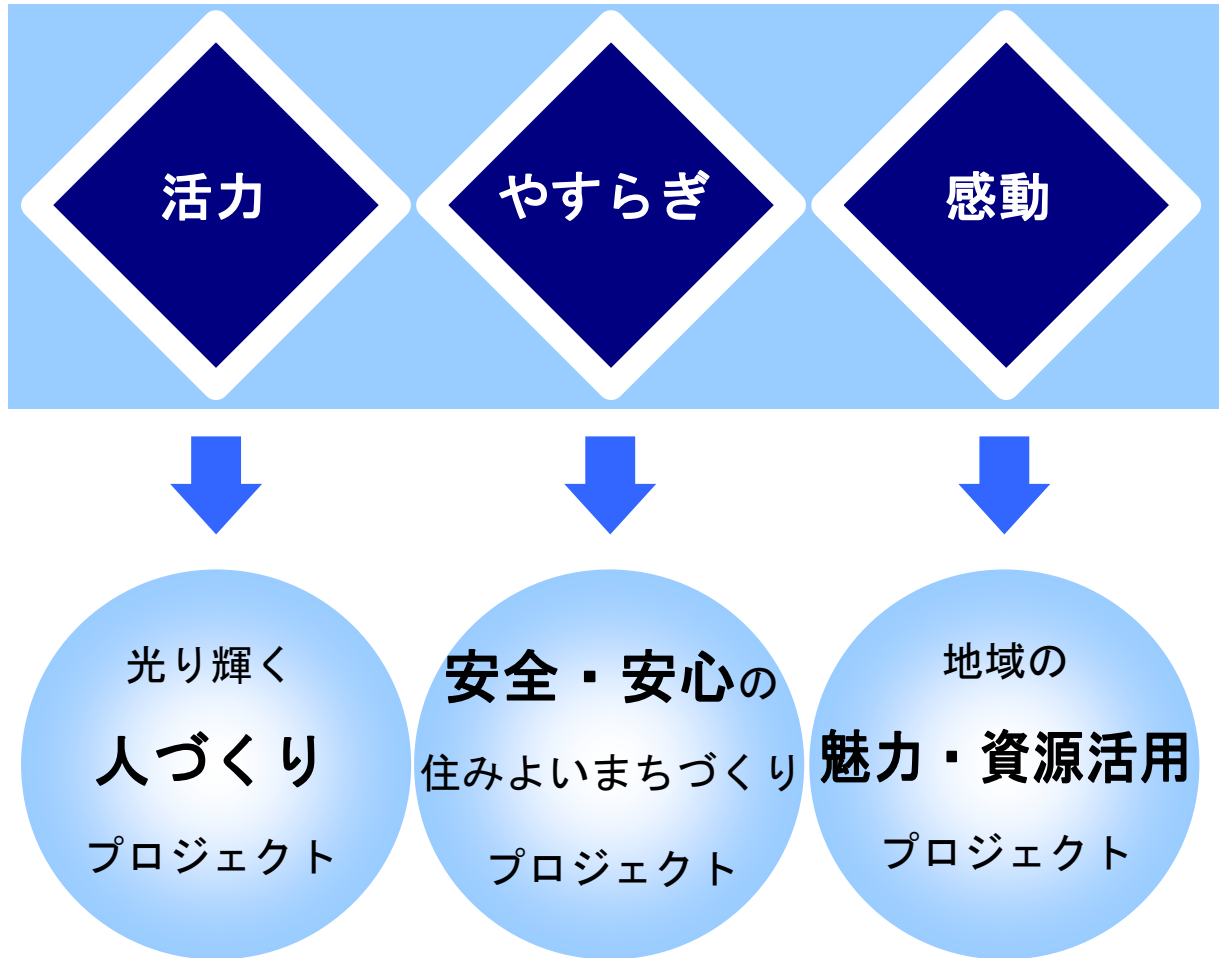 活力
やすらぎ
感動
光り輝く
人づくり
プロジェクト
安全・安心の
住みよいまちづくり
プロジェクト
地域の
魅力・資源活用
プロジェクト